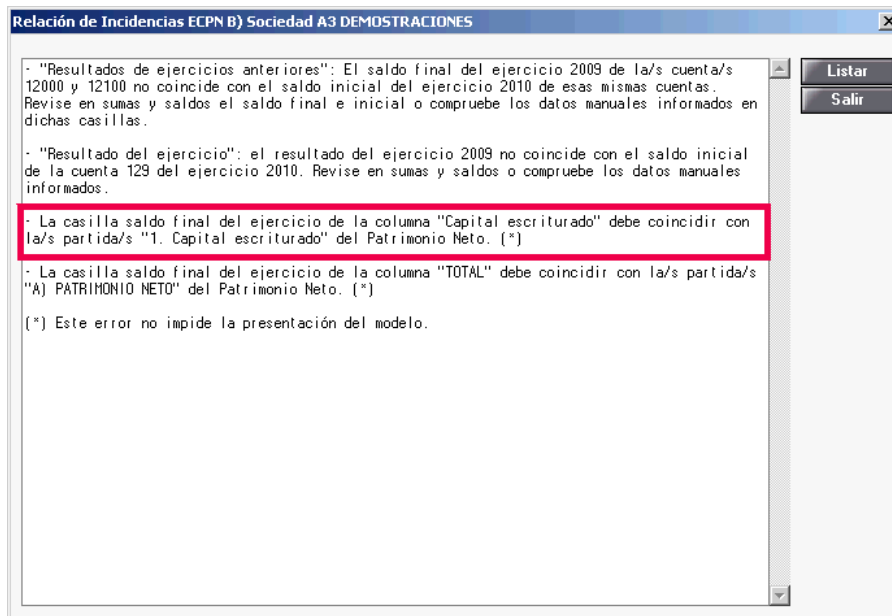 Relación de Incidencias ECPN B) Sociedad A3 DEMOSTRACIONES
- "Resultados de ejercicios anteriores": El saldo final del ejercicio 2009 de la/s cuenta/s
12000 y 12100 no coincide con el saldo inicial del ejercicio 2010 de esas mismas cuentas.
Revise en sumas y saldos el saldo final e inicial o compruebe los datos manuales informados en
dichas casillas.
- "Resultado del ejercicio": el resultado del ejercicio 2009 no coincide con el saldo inicial
de la cuenta 129 del ejercicio 2010. Revise en sumas y saldos o compruebe los datos manuales
informados.
- La casilla saldo final del ejercicio de la columna "Capital escriturado" debe coincidir con
la/s partida/s "1. Capital escriturado" del Patrimonio Neto. (*)
- La casilla saldo final del ejercicio de la columna "TOTAL" debe coincidir con la/s partida/s
"A) PATRIMONIO NETO" del Patrimonio Neto. (*)
(*) Este error no impide la presentación del modelo.
Listar
Salir